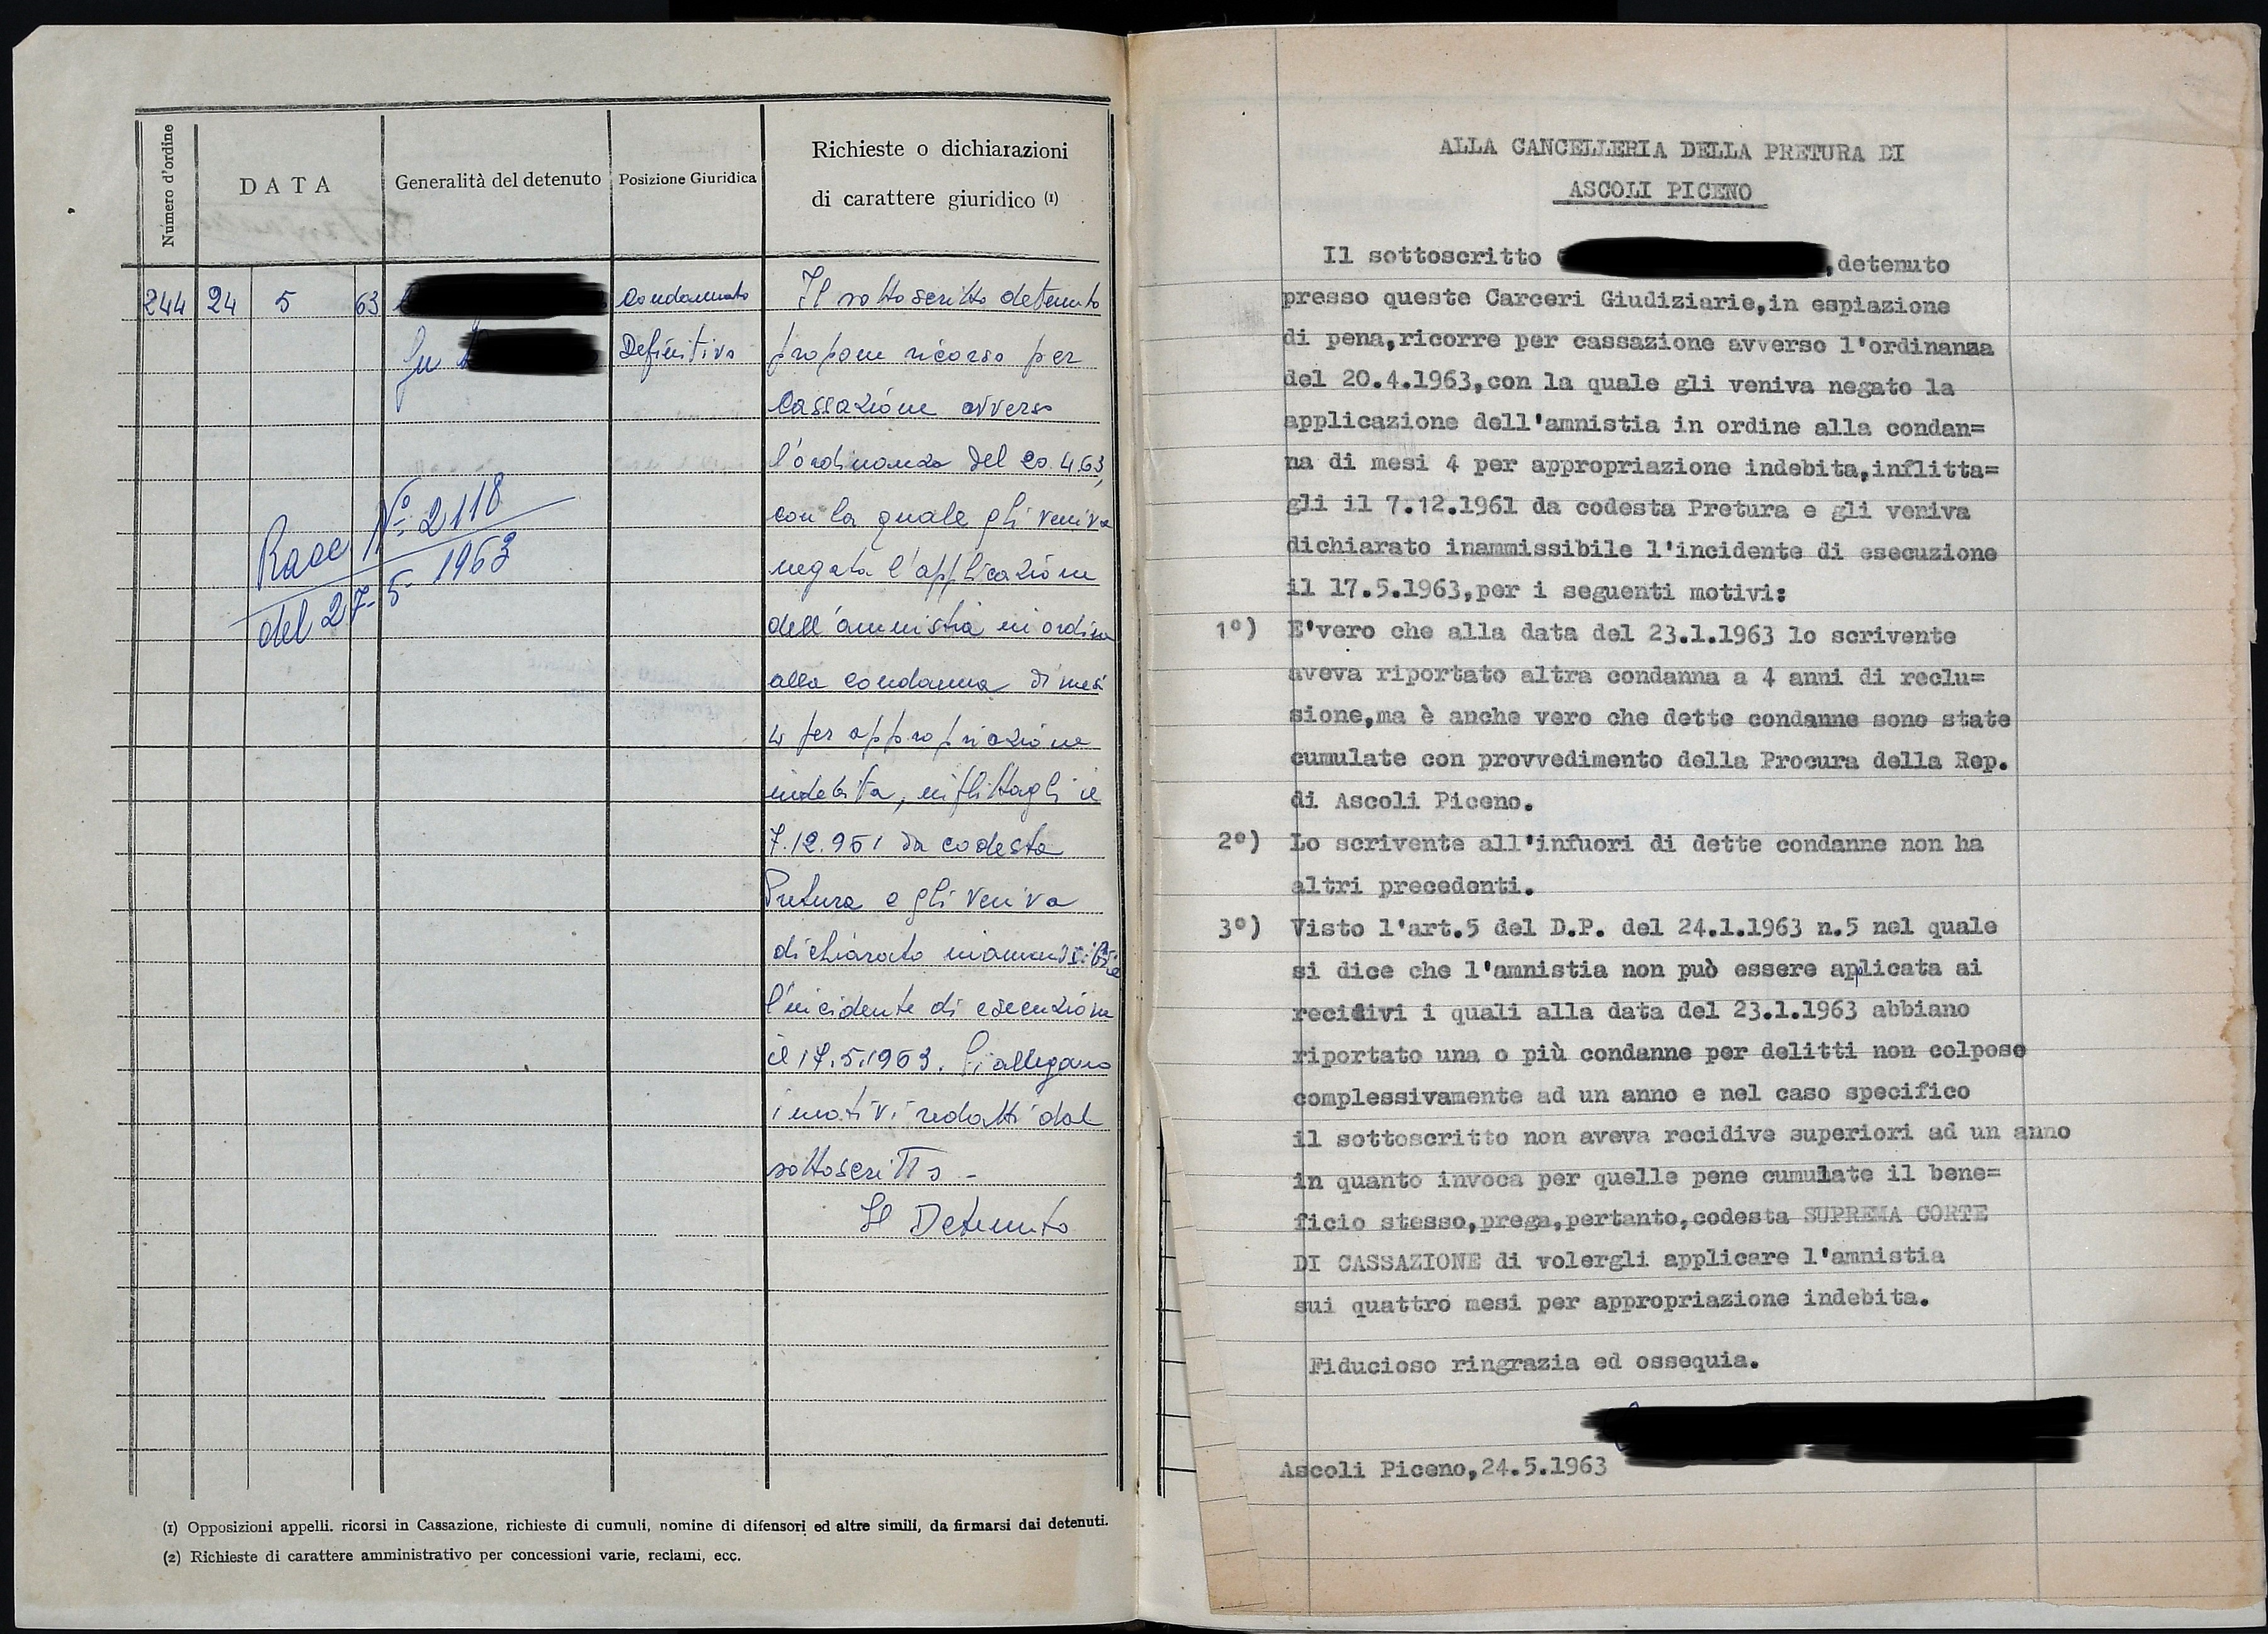 Numero d'ordine
DATA
Generalità del detenuto
Posizione Giuridica
Richieste o dichiarazioni
di carattere giuridico (1)
244 24 5 63 Condannato Il sottoscritto detenuto
fu Definitivo propone ricorso per
Cassazione avverso
l'ordinanza del 20.4.63,
con la quale gli veniva
negata l'applicazione
dell'amnistia in ordine
alla condanna di mesi
4 per appropriazione
indebita, inflittagli il
7.12.961 da codesta
Pretura e gli veniva
dichiarato inammissibile
l'incidente di esecuzione
il 17.5.1963. Si allegano
i motivi redatti dal
sottoscritto -
Il Detenuto
Racc. Nº 2118
del 27-5-1963
(1) Opposizioni appelli. ricorsi in Cassazione, richieste di cumuli, nomine di difensori ed altre simili, da firmarsi dai detenuti.
(2) Richieste di carattere amministrativo per concessioni varie, reclami, ecc.
ALLA CANCELLERIA DELLA PRETURA DI
ASCOLI PICENO
Il sottoscritto ,detenuto
presso queste Carceri Giudiziarie,in espiazione
di pena,ricorre per cassazione avverso l'ordinanza
del 20.4.1963,con la quale gli veniva negato la
applicazione dell'amnistia in ordine alla condan=
na di mesi 4 per appropriazione indebita,inflitta=
gli il 7.12.1961 da codesta Pretura e gli veniva
dichiarato inammissibile l'incidente di esecuzione
il 17.5.1963,per i seguenti motivi:
1º) E'vero che alla data del 23.1.1963 lo scrivente
aveva riportato altra condanna a 4 anni di reclu=
sione,ma è anche vero che dette condanne sono state
cumulate con provvedimento della Procura della Rep.
di Ascoli Piceno.
2º) Lo scrivente all'infuori di dette condanne non ha
altri precedenti.
3º) Visto l'art.5 del D.P. del 24.1.1963 n.5 nel quale
si dice che l'amnistia non può essere applicata ai
recidivi i quali alla data del 23.1.1963 abbiano
riportato una o più condanne per delitti non colpose
complessivamente ad un anno e nel caso specifico
il sottoscritto non aveva recidive superiori ad un anno
in quanto invoca per quelle pene cumulate il bene=
ficio stesso,prega,pertanto,codesta SUPREMA CORTE
DI CASSAZIONE di volergli applicare l'amnistia
sui quattro mesi per appropriazione indebita.
Fiducioso ringrazia ed ossequia.
Ascoli Piceno,24.5.1963